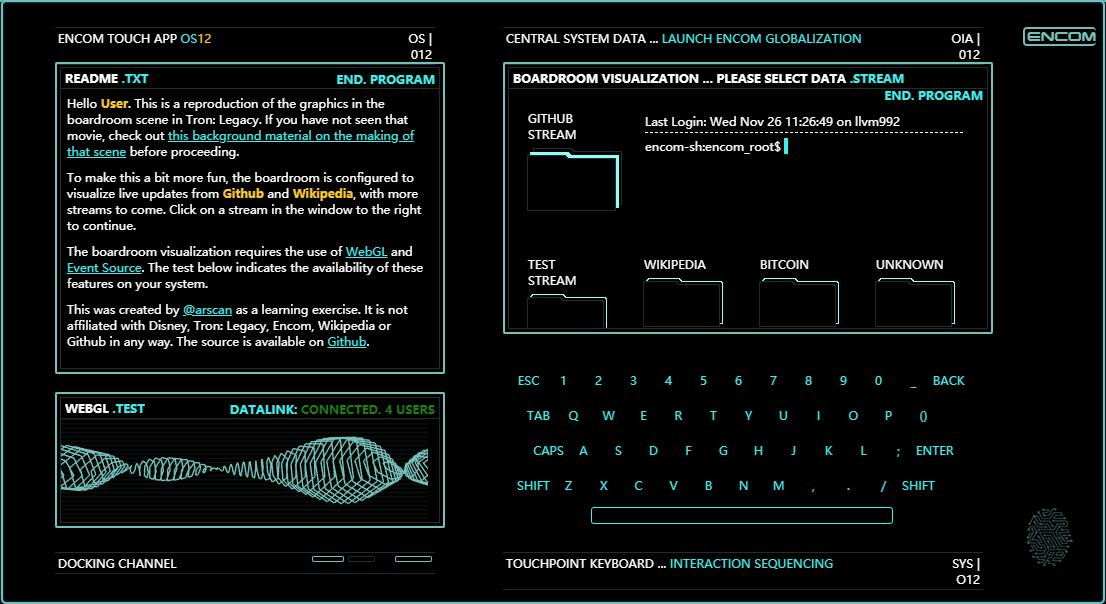 ENCOM TOUCH APP OS12
OS |
012
README .TXT
END. PROGRAM
Hello User. This is a reproduction of the graphics in the
boardroom scene in Tron: Legacy. If you have not seen that
movie, check out this background material on the making of
that scene before proceeding.
To make this a bit more fun, the boardroom is configured to
visualize live updates from Github and Wikipedia, with more
streams to come. Click on a stream in the window to the right
to continue.
The boardroom visualization requires the use of WebGL and
Event Source. The test below indicates the availability of these
features on your system.
This was created by @arscan as a learning exercise. It is not
affiliated with Disney, Tron: Legacy, Encom, Wikipedia or
Github in any way. The source is available on Github.
WEBGL .TEST
DATALINK: CONNECTED. 4 USERS
DOCKING CHANNEL
CENTRAL SYSTEM DATA ... LAUNCH ENCOM GLOBALIZATION
OIA |
012
BOARDROOM VISUALIZATION ... PLEASE SELECT DATA .STREAM
END. PROGRAM
GITHUB
STREAM
Last Login: Wed Nov 26 11:26:49 on llvm992
encom-sh:encom_root$
TEST
STREAM
WIKIPEDIA
BITCOIN
UNKNOWN
ESC 1 2 3 4 5 6 7 8 9 0 _ BACK
TAB Q W E R T Y U I O P ()
CAPS A S D F G H J K L ; ENTER
SHIFT Z X C V B N M , . / SHIFT
TOUCHPOINT KEYBOARD ... INTERACTION SEQUENCING
SYS |
O12
ENCOM